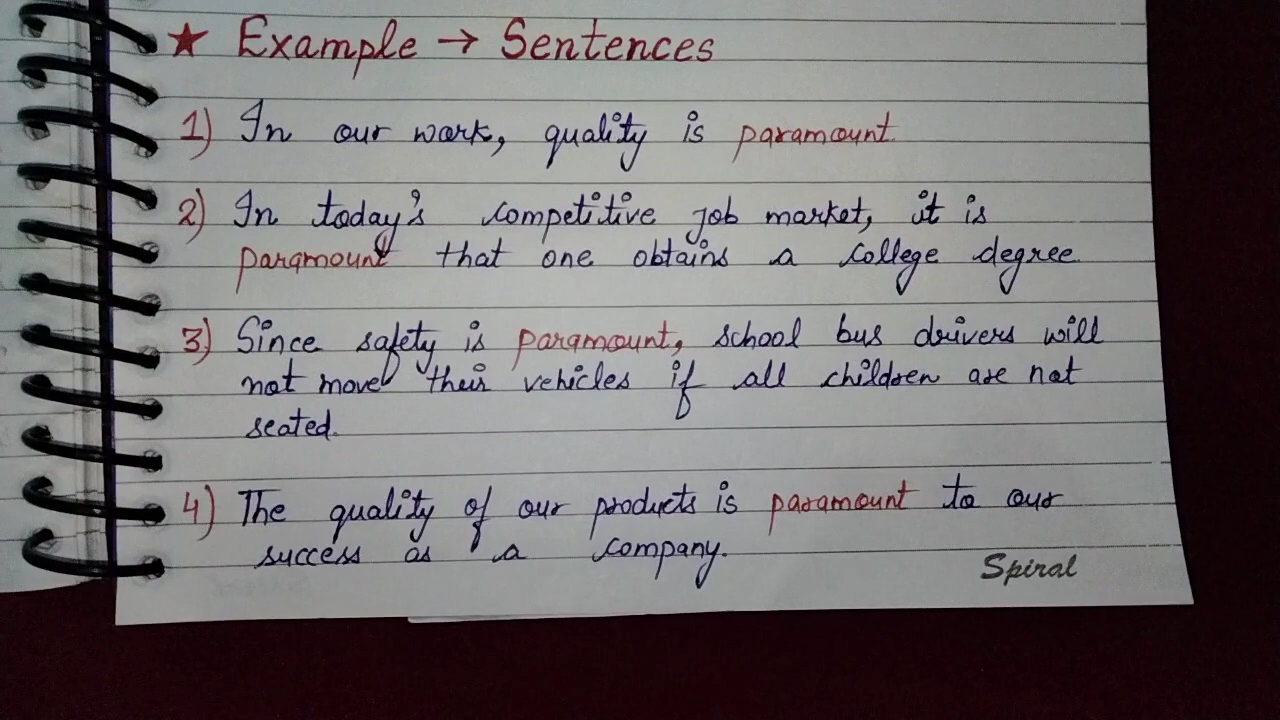 ★ Example → Sentences
1) In our work, quality is paramount.
2) In today's competitive job market, it is
paramount that one obtains a college degree.
3) Since safety is paramount, school bus drivers will
not move their vehicles if all children are not
seated.
4) The quality of our products is paramount to our
success as a company.
Spiral